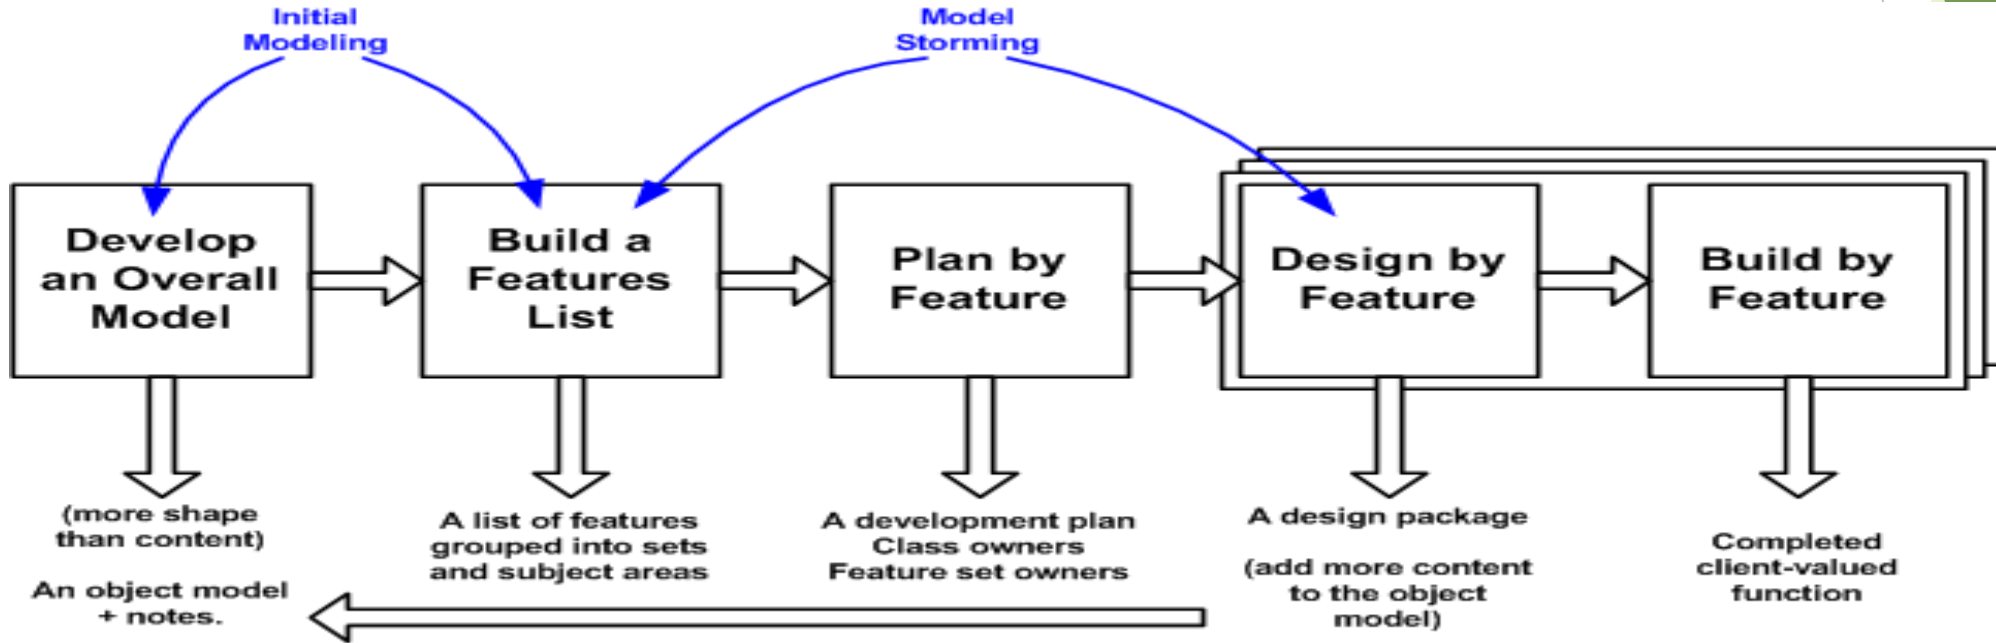 Initial
Modeling
Model
Storming
Develop
an Overall
Model
Build a
Features
List
Plan by
Feature
Design by
Feature
Build by
Feature
(more shape
than content)
An object model
+ notes.
A list of features
grouped into sets
and subject areas
A development plan
Class owners
Feature set owners
A design package
(add more content
to the object
model)
Completed
client-valued
function